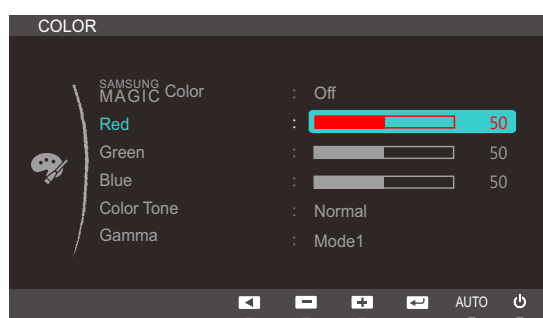 COLOR
SAMSUNG MAGIC Color : Off
Red : 50
Green : 50
Blue : 50
Color Tone : Normal
Gamma : Mode1
AUTO